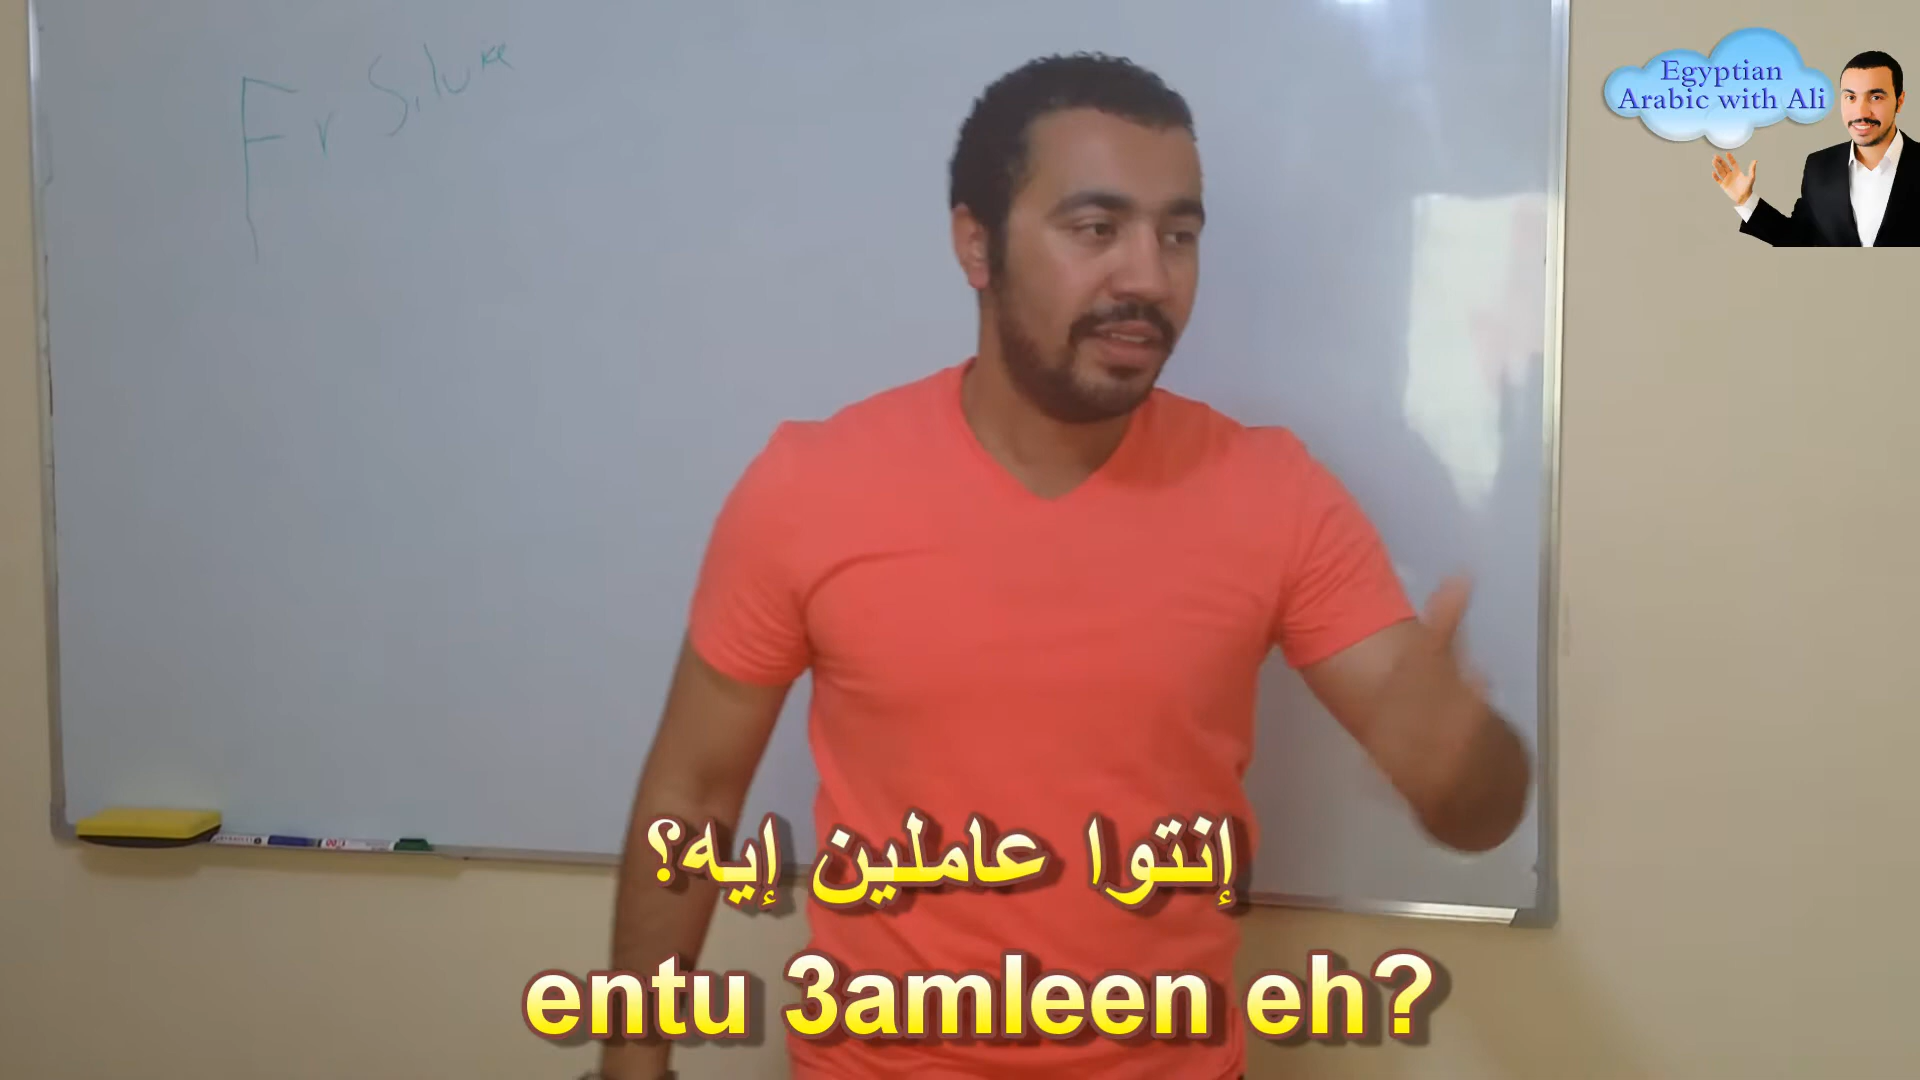 Egyptian
Arabic with Ali
إنتوا عاملين إيه؟
entu 3amleen eh?